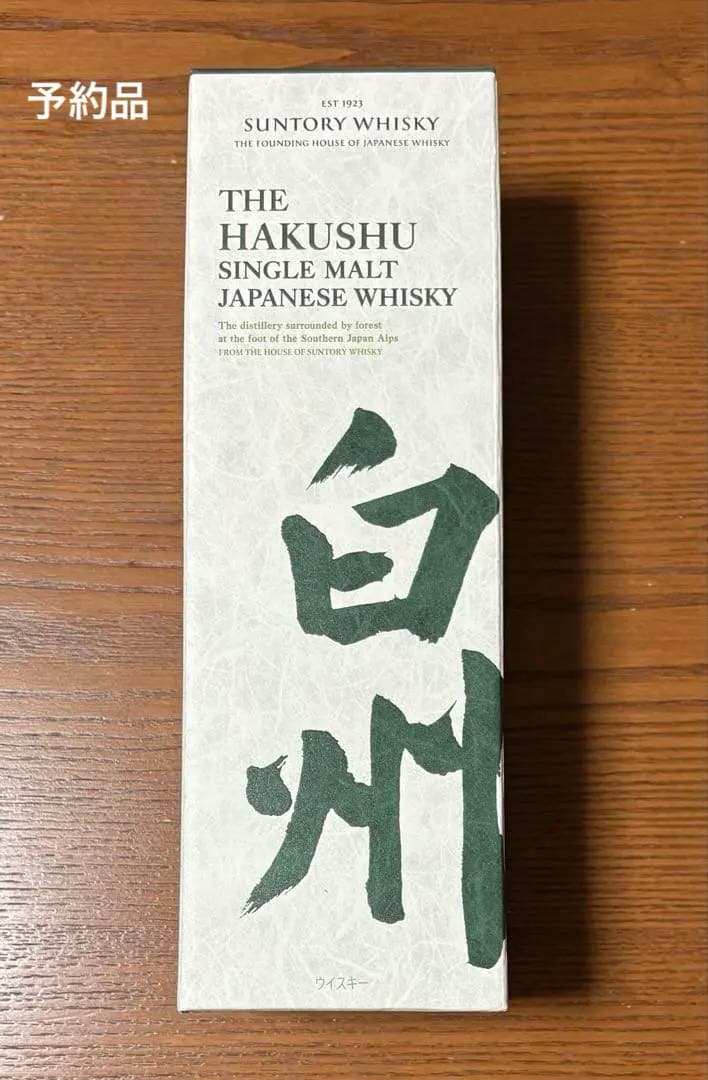 予約品
EST 1923
SUNTORY WHISKY
THE FOUNDING HOUSE OF JAPANESE WHISKY
THE
HAKUSHU
SINGLE MALT
JAPANESE WHISKY
The distillery surrounded by forest
at the foot of the Southern Japan Alps
FROM THE HOUSE OF SUNTORY WHISKY
白州
ウイスキー